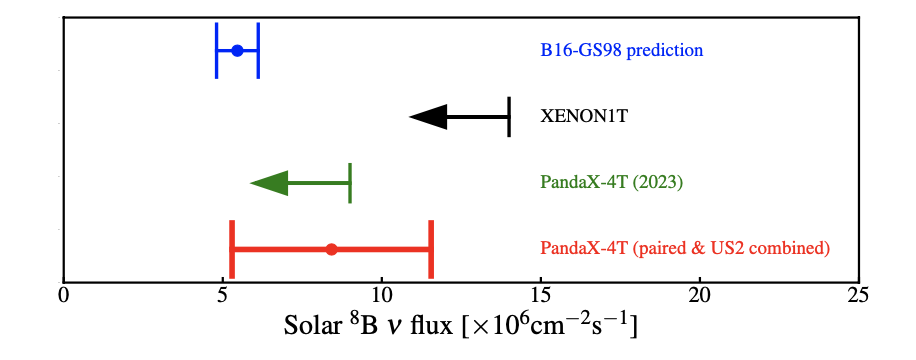 B16-GS98 prediction
XENON1T
PandaX-4T (2023)
PandaX-4T (paired & US2 combined)
0 5 10 15 20 25
Solar ⁸B ν flux [×10⁶cm⁻²s⁻¹]